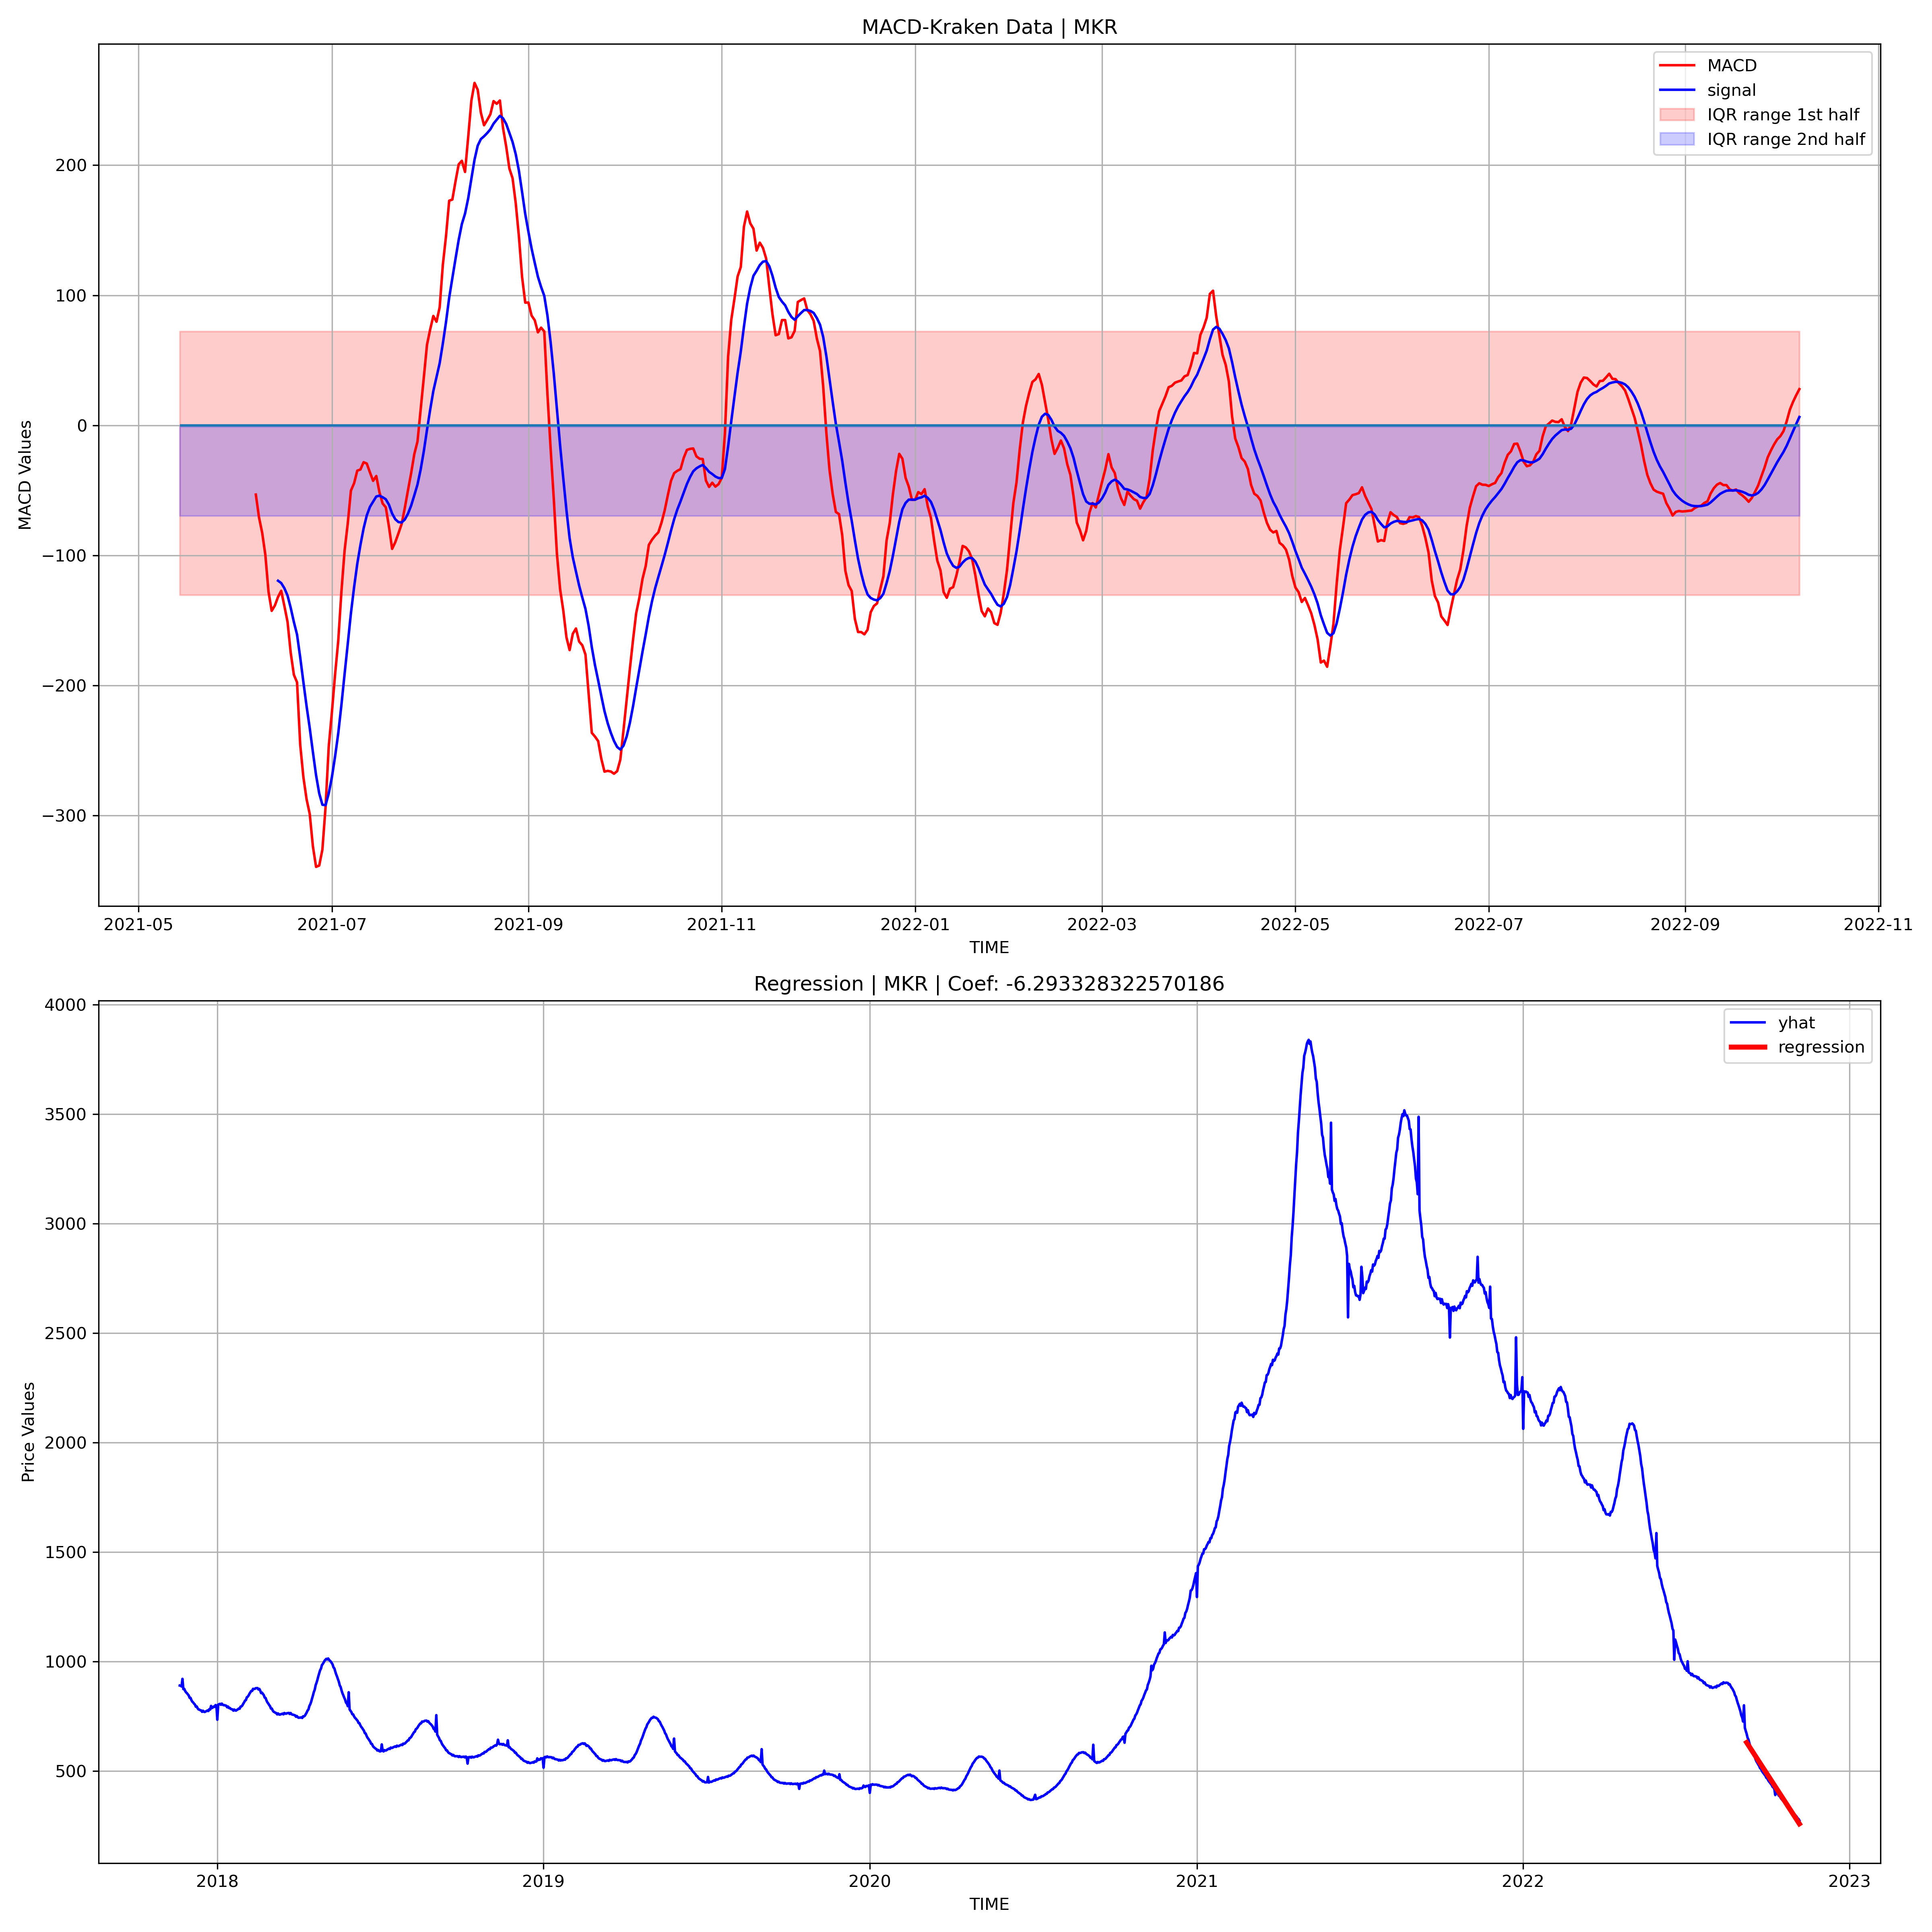 MACD-Kraken Data | MKR
MACD
signal
IQR range 1st half
IQR range 2nd half
MACD Values
200
100
0
−100
−200
−300
2021-05 2021-07 2021-09 2021-11 2022-01 2022-03 2022-05 2022-07 2022-09 2022-11
TIME
Regression | MKR | Coef: -6.293328322570186
yhat
regression
Price Values
4000
3500
3000
2500
2000
1500
1000
500
2018 2019 2020 2021 2022 2023
TIME